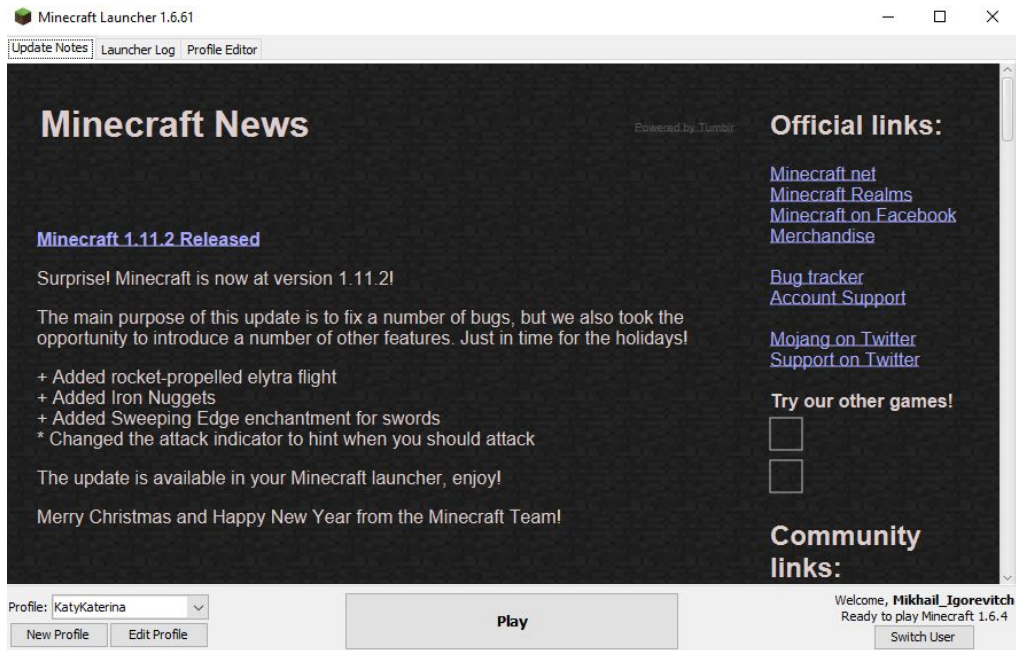 Minecraft Launcher 1.6.61
Update Notes Launcher Log Profile Editor
Minecraft News
Powered by Tumblr
Minecraft 1.11.2 Released
Surprise! Minecraft is now at version 1.11.2!
The main purpose of this update is to fix a number of bugs, but we also took the
opportunity to introduce a number of other features. Just in time for the holidays!
+ Added rocket-propelled elytra flight
+ Added Iron Nuggets
+ Added Sweeping Edge enchantment for swords
* Changed the attack indicator to hint when you should attack
The update is available in your Minecraft launcher, enjoy!
Merry Christmas and Happy New Year from the Minecraft Team!
Official links:
Minecraft.net
Minecraft Realms
Minecraft on Facebook
Merchandise
Bug tracker
Account Support
Mojang on Twitter
Support on Twitter
Try our other games!
Community
links:
Profile: KatyKaterina
New Profile Edit Profile
Play
Welcome, Mikhail_Igorevitch
Ready to play Minecraft 1.6.4
Switch User